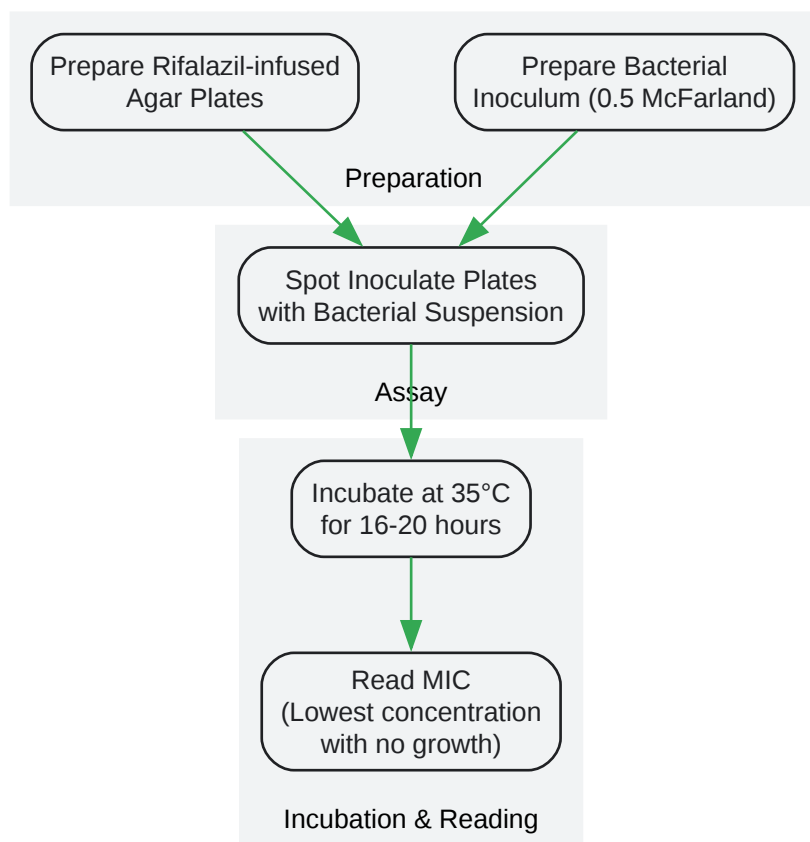 Prepare Rifalazil-infused
Agar Plates
Prepare Bacterial
Inoculum (0.5 McFarland)
Preparation
Spot Inoculate Plates
with Bacterial Suspension
Assay
Incubate at 35°C
for 16-20 hours
Read MIC
(Lowest concentration
with no growth)
Incubation & Reading